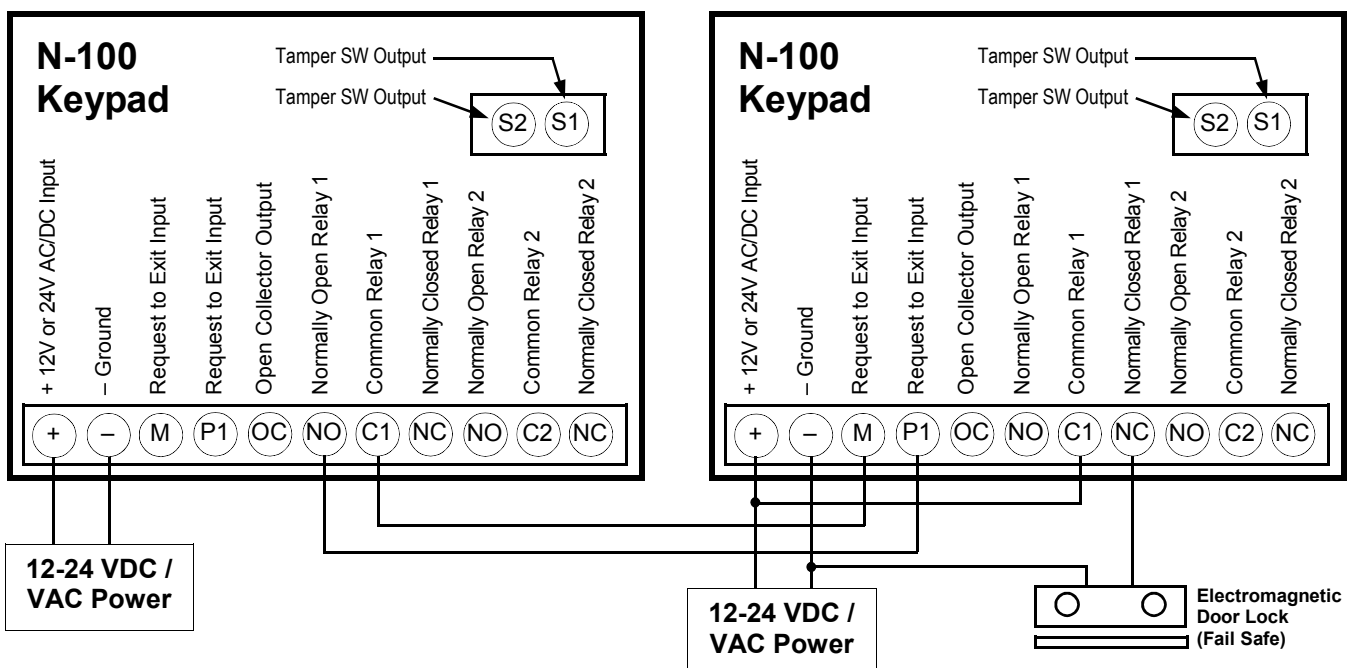 N-100
Keypad
Tamper SW Output
Tamper SW Output
S2 S1
+ 12V or 24V AC/DC Input
– Ground
Request to Exit Input
Request to Exit Input
Open Collector Output
Normally Open Relay 1
Common Relay 1
Normally Closed Relay 1
Normally Open Relay 2
Common Relay 2
Normally Closed Relay 2
+ – M P1 OC NO C1 NC NO C2 NC
12-24 VDC /
VAC Power
N-100
Keypad
Tamper SW Output
Tamper SW Output
S2 S1
+ 12V or 24V AC/DC Input
– Ground
Request to Exit Input
Request to Exit Input
Open Collector Output
Normally Open Relay 1
Common Relay 1
Normally Closed Relay 1
Normally Open Relay 2
Common Relay 2
Normally Closed Relay 2
+ – M P1 OC NO C1 NC NO C2 NC
12-24 VDC /
VAC Power
Electromagnetic
Door Lock
(Fail Safe)